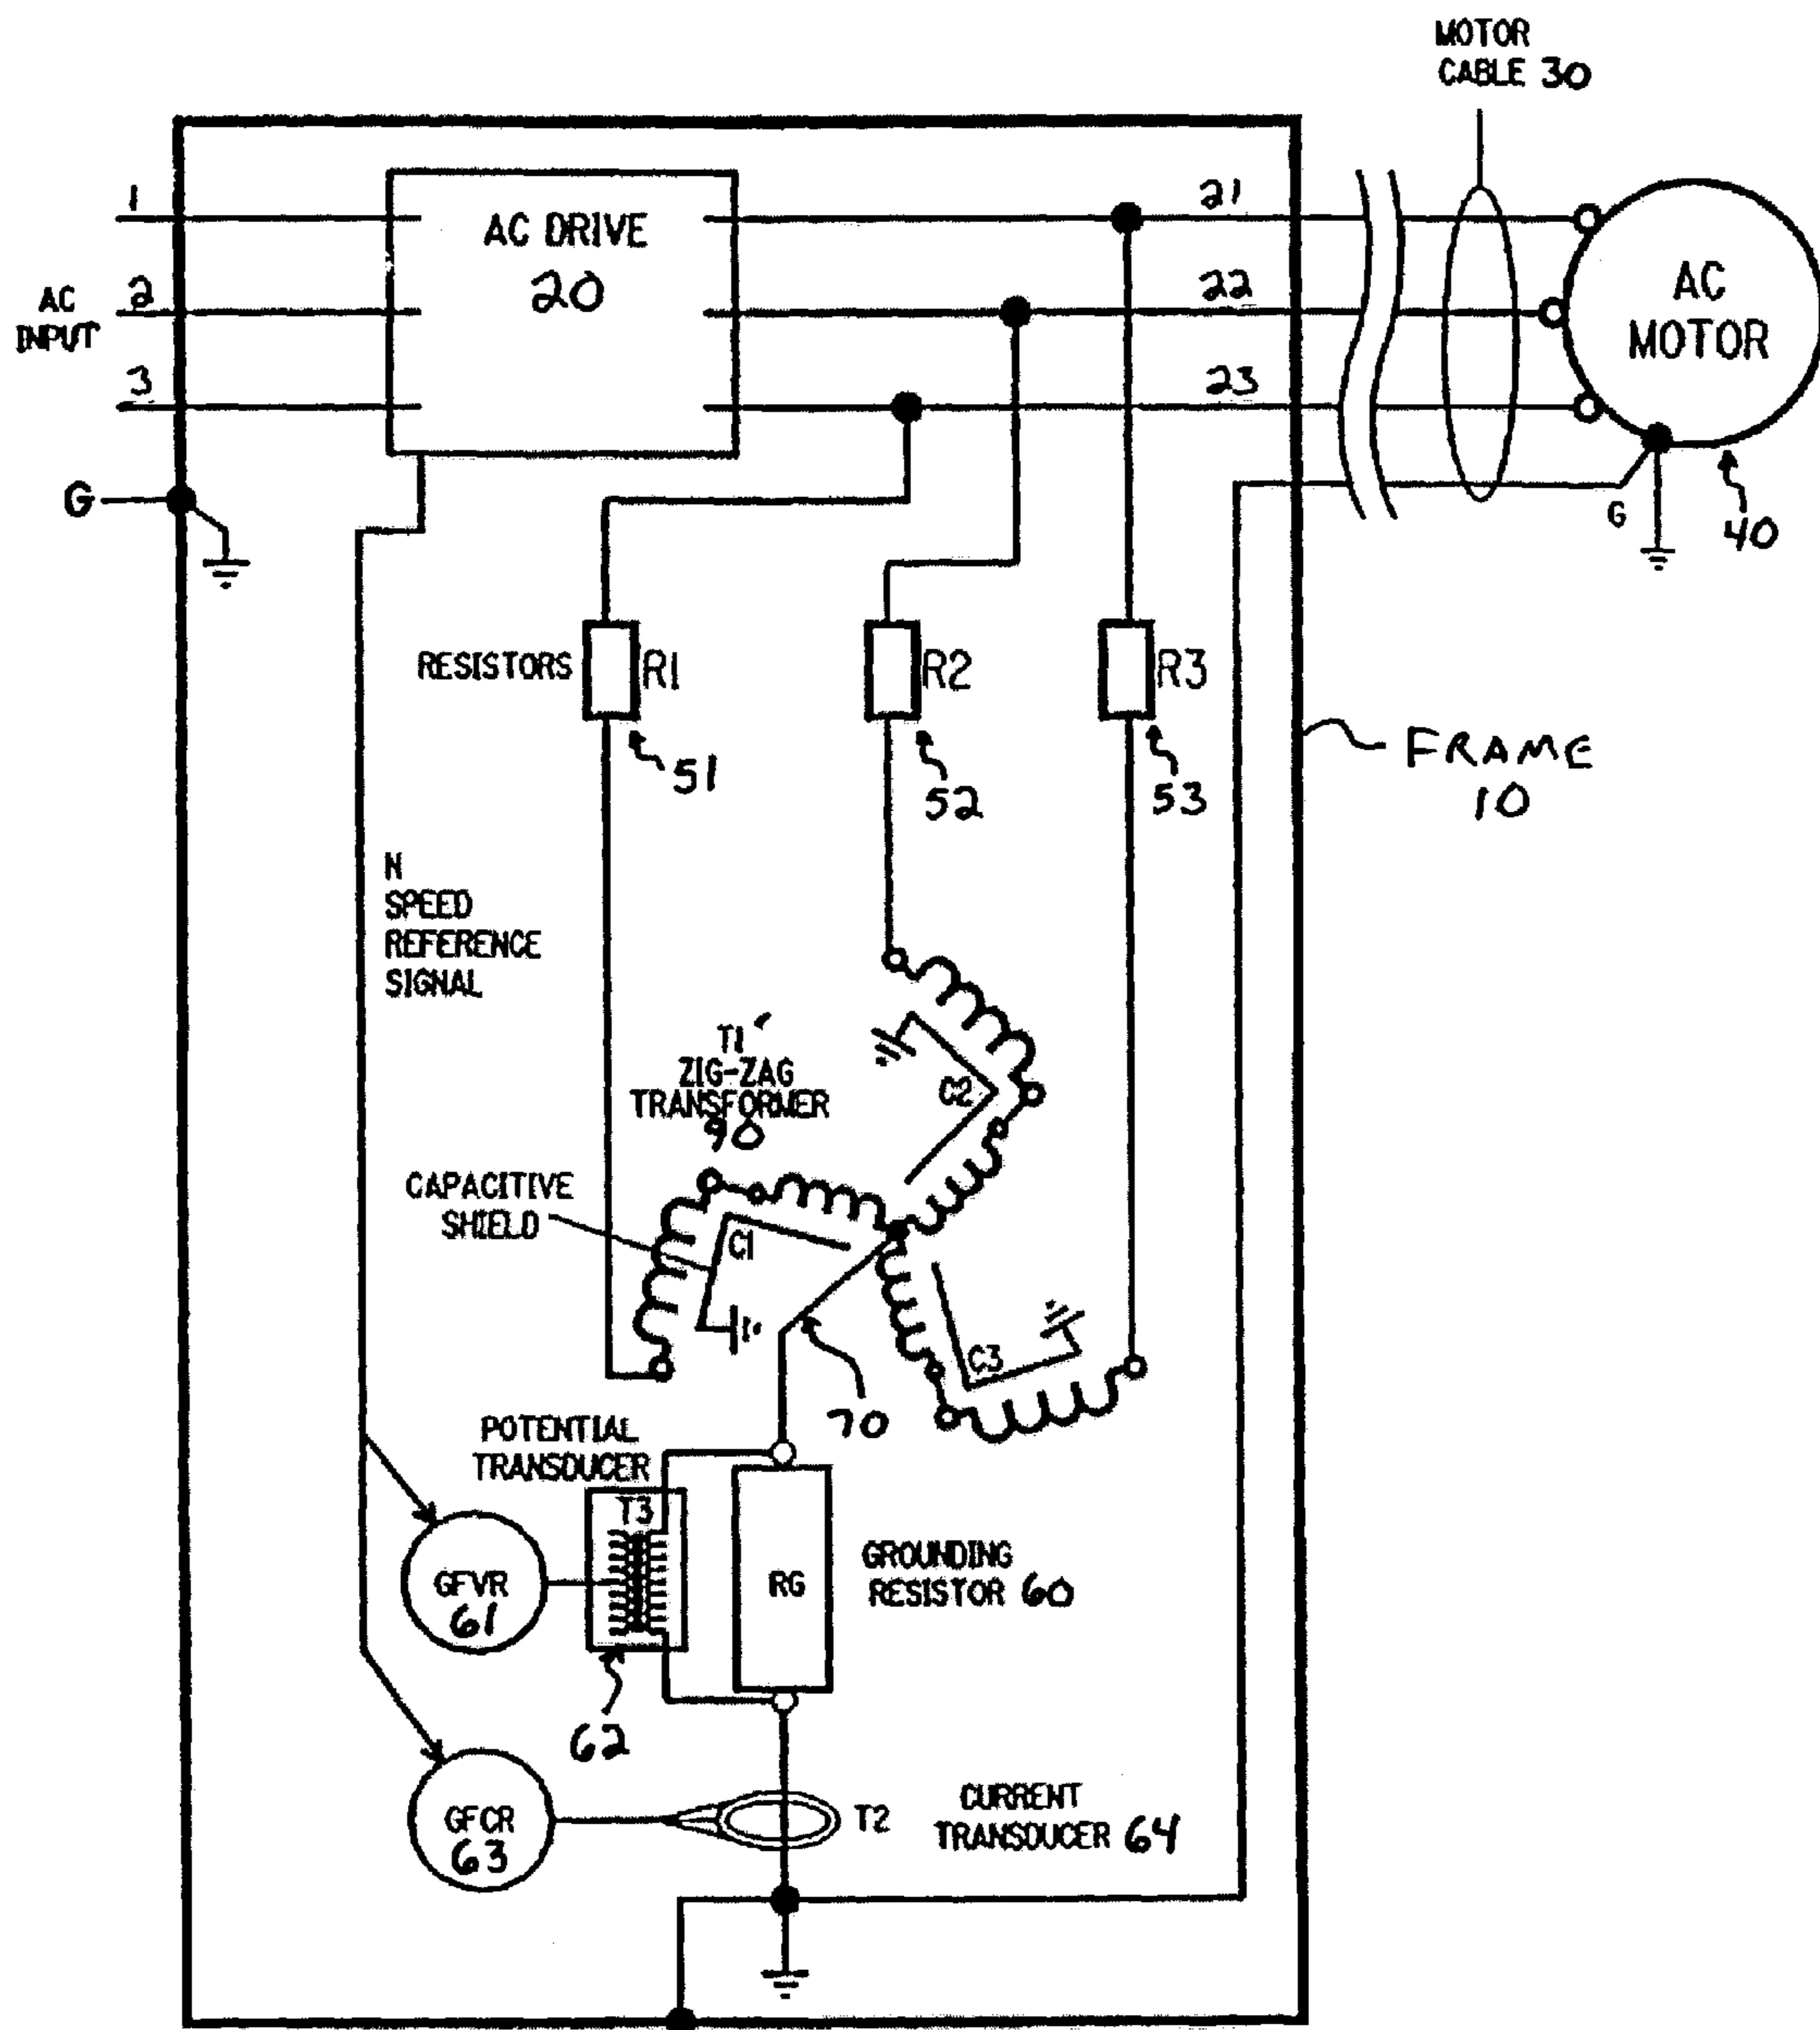 MOTOR
CABLE 30
1
AC DRIVE
20
21
2
AC
INPUT
22
AC
MOTOR
3
23
G
G
40
RESISTORS
R1
R2
R3
51
52
53
FRAME
10
N
SPEED
REFERENCE
SIGNAL
T1'
ZIG-ZAG
TRANSFORMER
90
C2
CAPACITIVE
SHIELD
C1
C3
70
POTENTIAL
TRANSDUCER
T3
GFVR
61
RG
GROUNDING
RESISTOR 60
62
GFCR
63
T2
CURRENT
TRANSDUCER 64